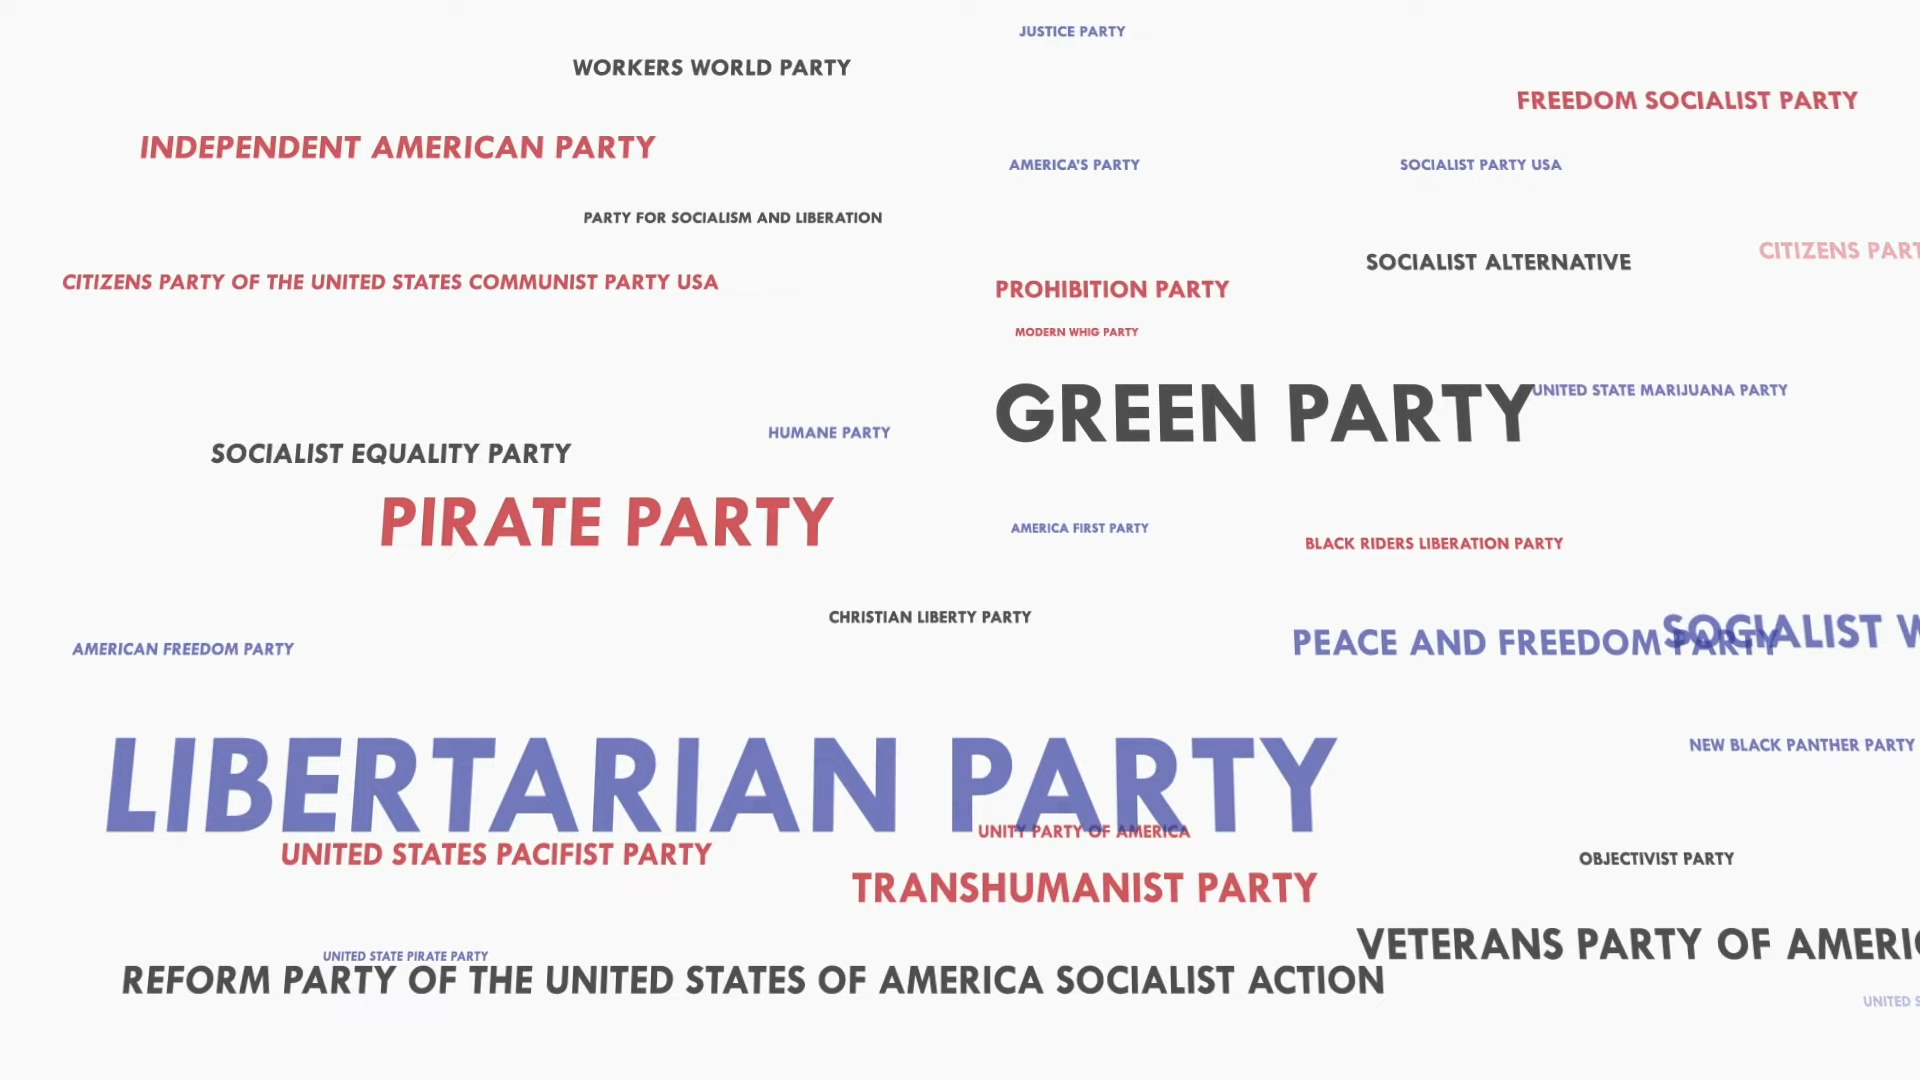 JUSTICE PARTY
WORKERS WORLD PARTY
FREEDOM SOCIALIST PARTY
INDEPENDENT AMERICAN PARTY
AMERICA'S PARTY
SOCIALIST PARTY USA
PARTY FOR SOCIALISM AND LIBERATION
CITIZENS PART
SOCIALIST ALTERNATIVE
CITIZENS PARTY OF THE UNITED STATES COMMUNIST PARTY USA
PROHIBITION PARTY
MODERN WHIG PARTY
GREEN PARTY
UNITED STATE MARIJUANA PARTY
HUMANE PARTY
SOCIALIST EQUALITY PARTY
PIRATE PARTY
AMERICA FIRST PARTY
BLACK RIDERS LIBERATION PARTY
CHRISTIAN LIBERTY PARTY
SOCIALIST W
PEACE AND FREEDOM PARTY
AMERICAN FREEDOM PARTY
NEW BLACK PANTHER PARTY
LIBERTARIAN PARTY
UNITY PARTY OF AMERICA
UNITED STATES PACIFIST PARTY
OBJECTIVIST PARTY
TRANSHUMANIST PARTY
VETERANS PARTY OF AMERIC
UNITED STATE PIRATE PARTY
REFORM PARTY OF THE UNITED STATES OF AMERICA SOCIALIST ACTION
UNITED S